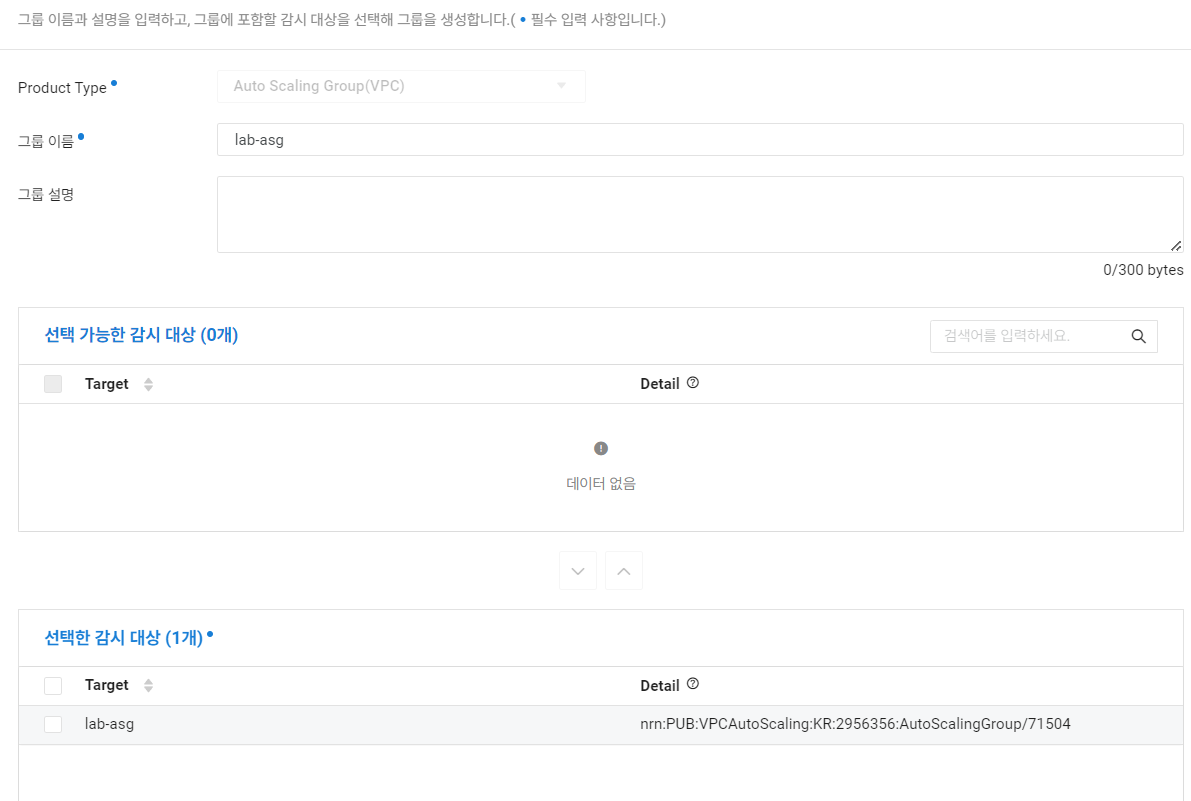 그룹 이름과 설명을 입력하고, 그룹에 포함할 감시 대상을 선택해 그룹을 생성합니다.( • 필수 입력 사항입니다.)
Product Type •
Auto Scaling Group(VPC)
그룹 이름 •
lab-asg
그룹 설명
0/300 bytes
선택 가능한 감시 대상 (0개)
검색어를 입력하세요.
Target Detail ?
!
데이터 없음
선택한 감시 대상 (1개) •
Target Detail ?
lab-asg nrn:PUB:VPCAutoScaling:KR:2956356:AutoScalingGroup/71504